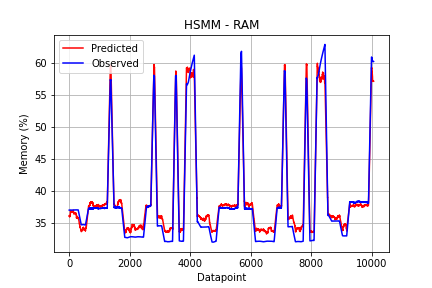 HSMM - RAM
Predicted
Observed
60
55
50
45
40
35
Memory (%)
0
2000
4000
6000
8000
10000
Datapoint